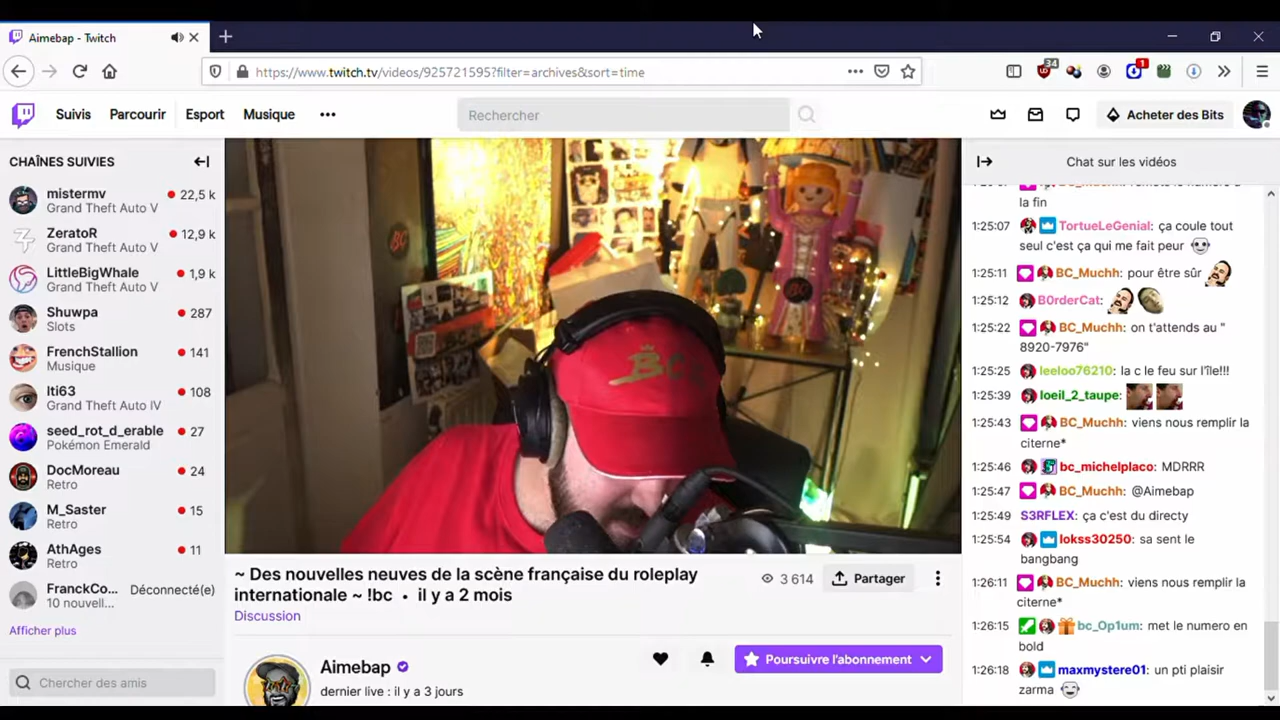 Aimebap - Twitch
https://www.twitch.tv/videos/925721595?filter=archives&sort=time
34
1
Suivis
Parcourir
Esport
Musique
Rechercher
Acheter des Bits
CHAÎNES SUIVIES
mistermv
22,5 k
Grand Theft Auto V
ZeratoR
12,9 k
Grand Theft Auto V
LittleBigWhale
1,9 k
Grand Theft Auto V
Shuwpa
287
Slots
FrenchStallion
141
Musique
Iti63
108
Grand Theft Auto IV
seed_rot_d_erable
27
Pokémon Emerald
DocMoreau
24
Retro
M_Saster
15
Retro
AthAges
11
Retro
FranckCo...
Déconnecté(e)
10 nouvell...
Afficher plus
Chercher des amis
BC
~ Des nouvelles neuves de la scène française du roleplay
internationale ~ !bc • il y a 2 mois
Discussion
3 614
Partager
Aimebap
dernier live : il y a 3 jours
Poursuivre l'abonnement
Chat sur les vidéos
la fin
1:25:07 TortueLeGenial: ça coule tout
seul c'est ça qui me fait peur
1:25:11 BC_Muchh: pour être sûr
1:25:12 B0rderCat:
1:25:22 BC_Muchh: on t'attends au "
8920-7976"
1:25:25 leeloo76210: la c le feu sur l'île!!!
1:25:39 loeil_2_taupe:
1:25:43 BC_Muchh: viens nous remplir la
citerne*
1:25:46 bc_michelplaco: MDRRR
1:25:47 BC_Muchh: @Aimebap
1:25:49 S3RFLEX: ça c'est du directy
1:25:54 lokss30250: sa sent le
bangbang
1:26:11 BC_Muchh: viens nous remplir la
citerne*
1:26:15 bc_Op1um: met le numero en
bold
1:26:18 maxmystere01: un pti plaisir
zarma